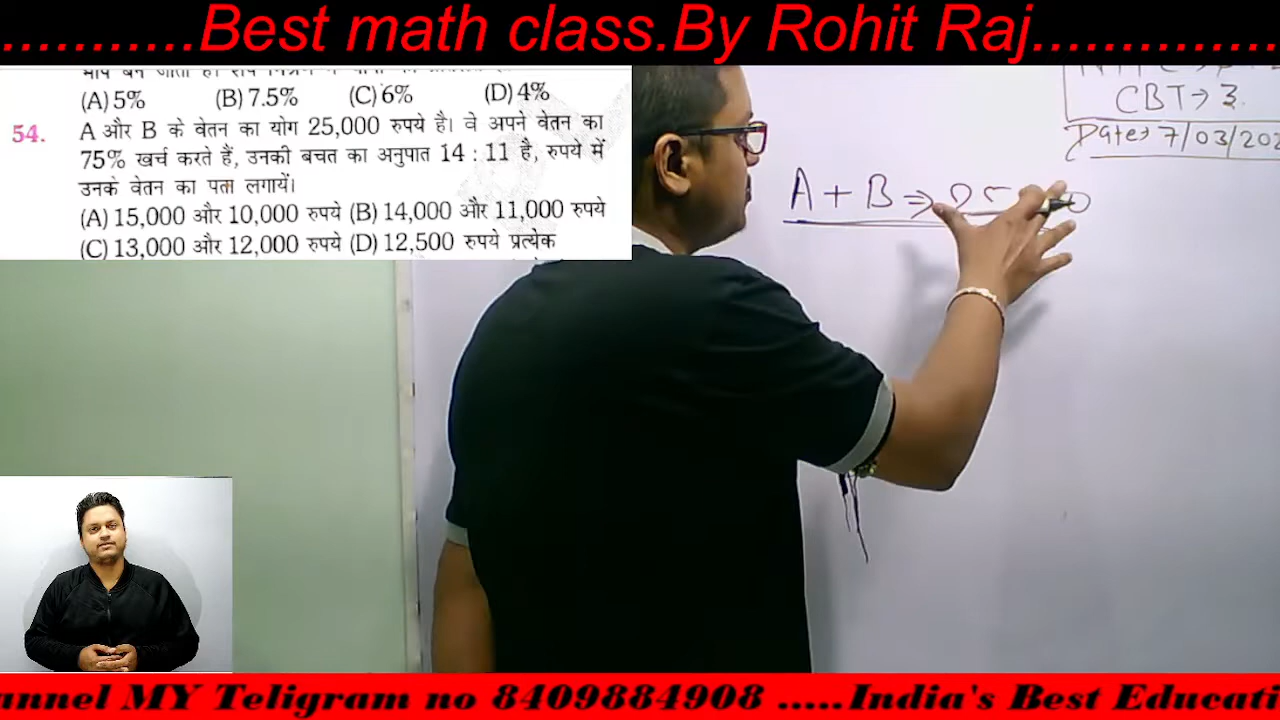 ...........Best math class.By Rohit Raj..............
(A) 5% (B) 7.5% (C) 6% (D) 4%
54. A और B के वेतन का योग 25,000 रुपये है। वे अपने वेतन का
75% खर्च करते हैं, उनकी बचत का अनुपात 14 : 11 है, रुपये में
उनके वेतन का पता लगायें।
(A) 15,000 और 10,000 रुपये (B) 14,000 और 11,000 रुपये
(C) 13,000 और 12,000 रुपये (D) 12,500 रुपये प्रत्येक
CBT→ 3.
Date→ 7/03/202
A + B ⇒
annel MY Teligram no 8409884908 .....India's Best Educati